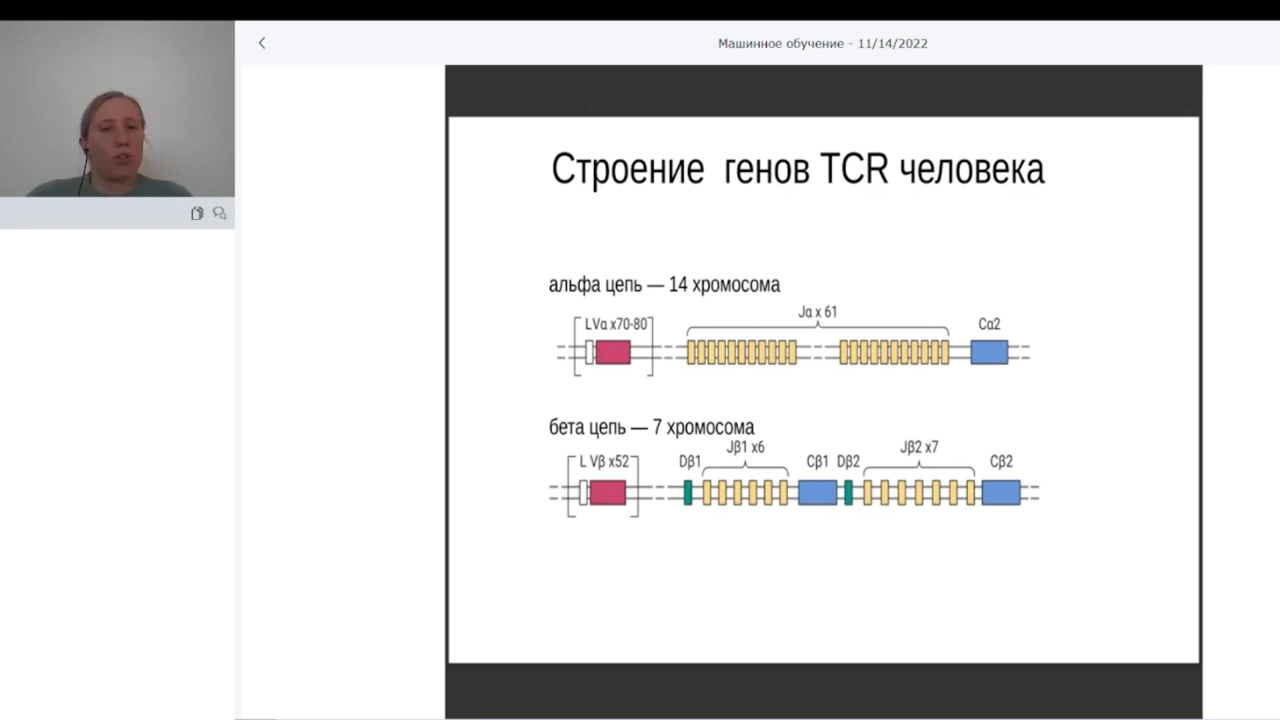 Машинное обучение - 11/14/2022
Строение генов TCR человека
альфа цепь — 14 хромосома
Jα x 61
LVα x70-80
Cα2
бета цепь — 7 хромосома
Jβ1 x6
Jβ2 x7
L Vβ x52
Dβ1
Cβ1
Dβ2
Cβ2